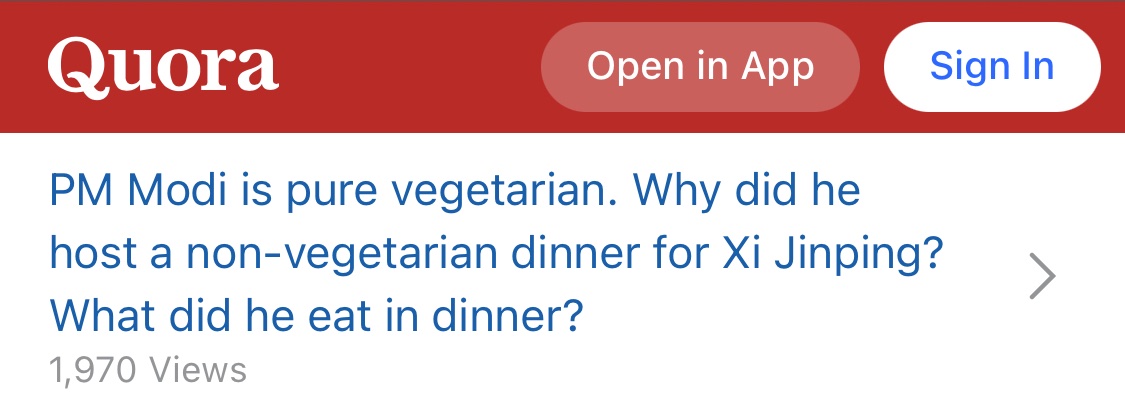 Quora
Open in App
Sign In
PM Modi is pure vegetarian. Why did he
host a non-vegetarian dinner for Xi Jinping?
What did he eat in dinner?
1,970 Views